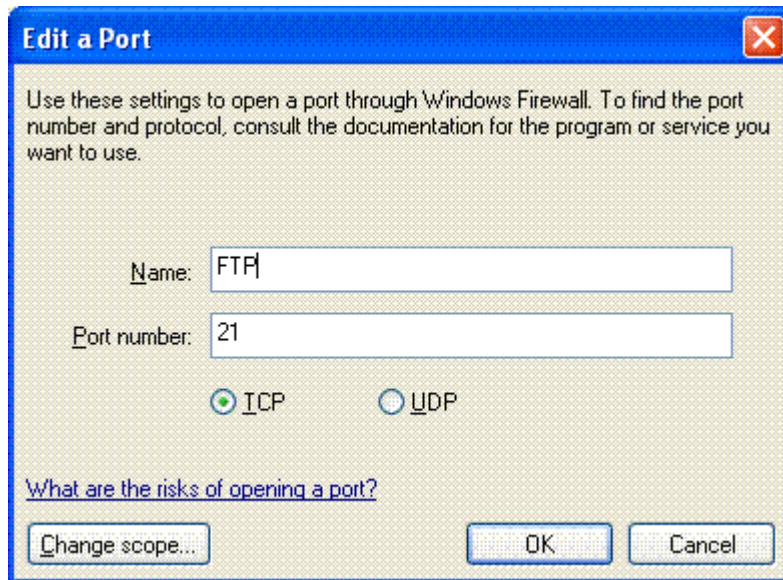 Edit a Port
Use these settings to open a port through Windows Firewall. To find the port
number and protocol, consult the documentation for the program or service you
want to use.
Name: FTP
Port number: 21
TCP UDP
What are the risks of opening a port?
Change scope... OK Cancel